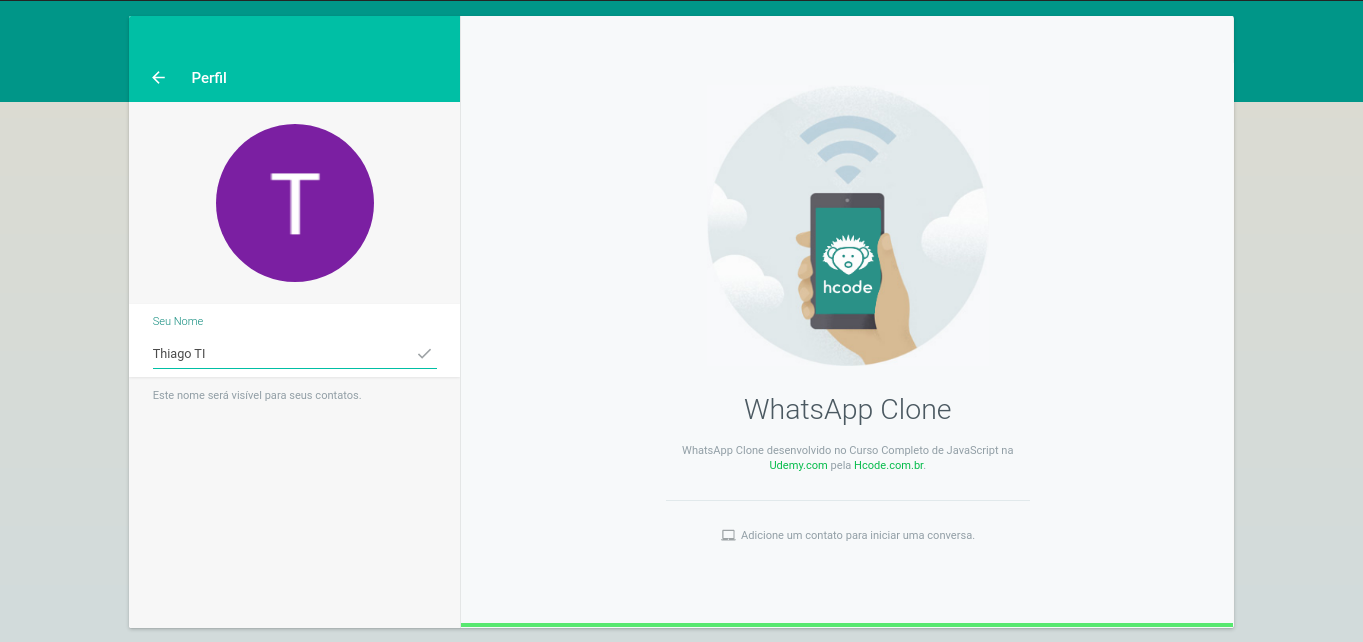 Perfil
T
Seu Nome
Thiago TI
Este nome será visível para seus contatos.
hcode
WhatsApp Clone
WhatsApp Clone desenvolvido no Curso Completo de JavaScript na
Udemy.com pela Hcode.com.br.
Adicione um contato para iniciar uma conversa.